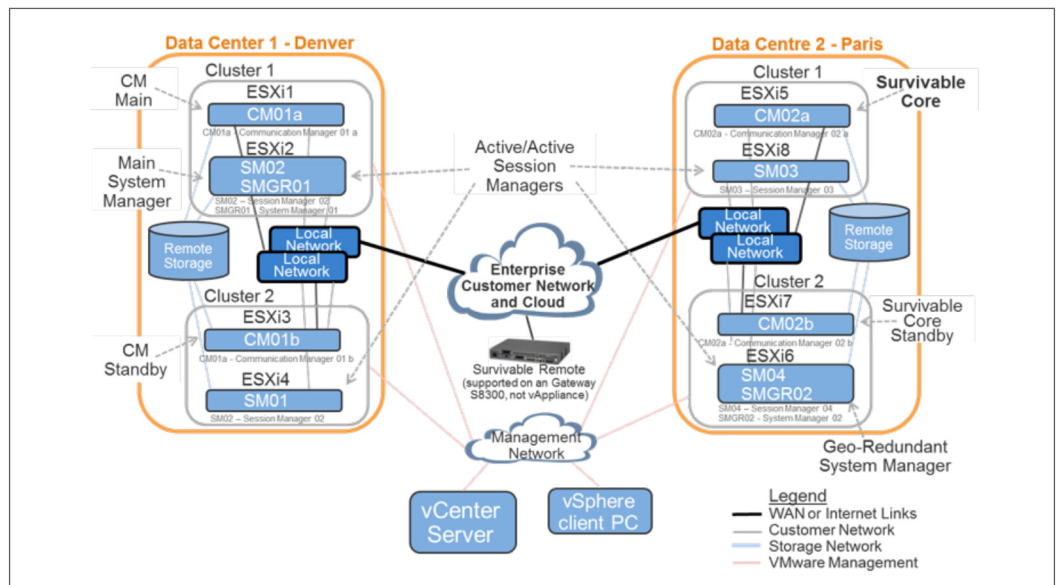 Data Center 1 - Denver
Cluster 1
ESXi1
CM01a
CM01a - Communication Manager 01 a
ESXi2
SM02
SMGR01
SM02 – Session Manager 02
SMGR01 - System Manager 01
CM
Main
Main
System
Manager
Remote
Storage
Local
Network
Local
Network
Cluster 2
ESXi3
CM01b
CM01a - Communication Manager 01 b
ESXi4
SM01
SM02 – Session Manager 02
CM
Standby
Active/Active
Session
Managers
Enterprise
Customer Network
and Cloud
Survivable Remote
(supported on an Gateway
S8300, not vAppliance)
Management
Network
vCenter
Server
vSphere
client PC
Data Centre 2 - Paris
Cluster 1
ESXi5
CM02a
CM02a - Communication Manager 02 a
ESXi8
SM03
SM03 – Session Manager 03
Survivable
Core
Local
Network
Local
Network
Remote
Storage
Cluster 2
ESXi7
CM02b
CM02a - Communication Manager 02 b
ESXi6
SM04
SMGR02
SM04 – Session Manager 04
SMGR02 - System Manager 02
Survivable
Core
Standby
Geo-Redundant
System Manager
Legend
WAN or Internet Links
Customer Network
Storage Network
VMware Management